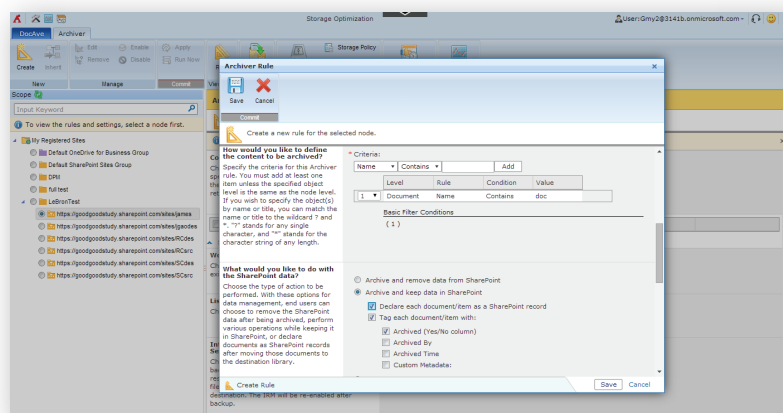 Storage Optimization
User:Gmy2@3141b.onmicrosoft.com
DocAve
Archiver
Create
Inherit
Edit
Remove
Enable
Disable
Apply
Run Now
Storage Policy
New
Manage
Commit
Scope
Input Keyword
To view the rules and settings, select a node first.
My Registered Sites
Default OneDrive for Business Group
Default SharePoint Sites Group
DPM
full test
LeBronTest
https://goodgoodstudy.sharepoint.com/sites/james
https://goodgoodstudy.sharepoint.com/sites/jgaodes
https://goodgoodstudy.sharepoint.com/sites/RCdes
https://goodgoodstudy.sharepoint.com/sites/RCsrc
https://goodgoodstudy.sharepoint.com/sites/SCdes
https://goodgoodstudy.sharepoint.com/sites/SCsrc
Archiver Rule
Save
Cancel
Commit
Create a new rule for the selected node.
How would you like to define
the content to be archived?
Specify the criteria for this Archiver
rule. You must add at least one
item unless the specified object
level is the same as the node level.
If you wish to specify the object(s)
by name or title, you can match the
name or title to the wildcard ? and
*. "?" stands for any single
character, and "*" stands for the
character string of any length.
* Criteria:
Name Contains Add
Level Rule Condition Value
1 Document Name Contains doc
Basic Filter Conditions
( 1 )
What would you like to do with
the SharePoint data?
Choose the type of action to be
performed. With these options for
data management, end users can
choose to remove the SharePoint
data after being archived, perform
various operations while keeping it
in SharePoint, or declare
documents as SharePoint records
after moving those documents to
the destination library.
Archive and remove data from SharePoint
Archive and keep data in SharePoint
Declare each document/item as a SharePoint record
Tag each document/item with:
Archived (Yes/No column)
Archived By
Archived Time
Custom Metadata:
Create Rule
Save
Cancel
destination. The IAM will be re-enabled after
backup.